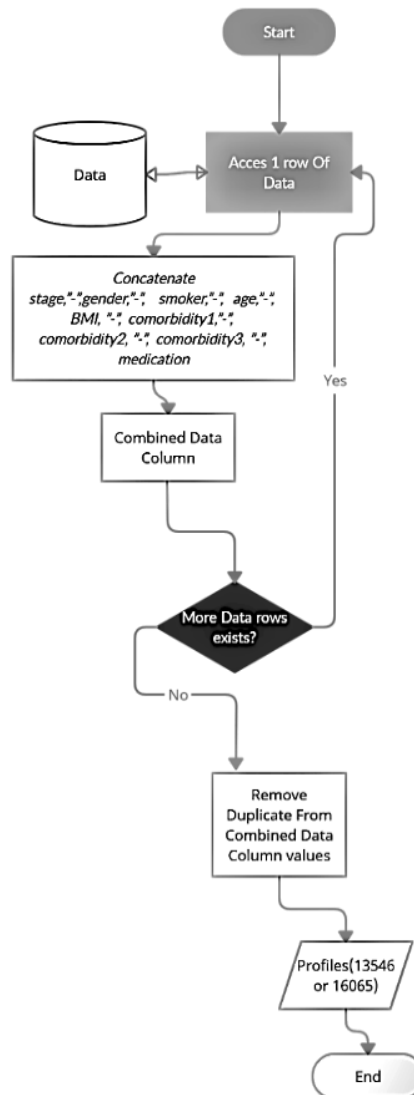 Start
Data
Acces 1 row Of
Data
Concatenate
stage,"-",gender,"-", smoker,"-", age,"-",
BMI, "-", comorbidity1,"-",
comorbidity2, "-", comorbidity3, "-",
medication
Yes
Combined Data
Column
More Data rows
exists?
No
Remove
Duplicate From
Combined Data
Column values
Profiles(13546
or 16065)
End